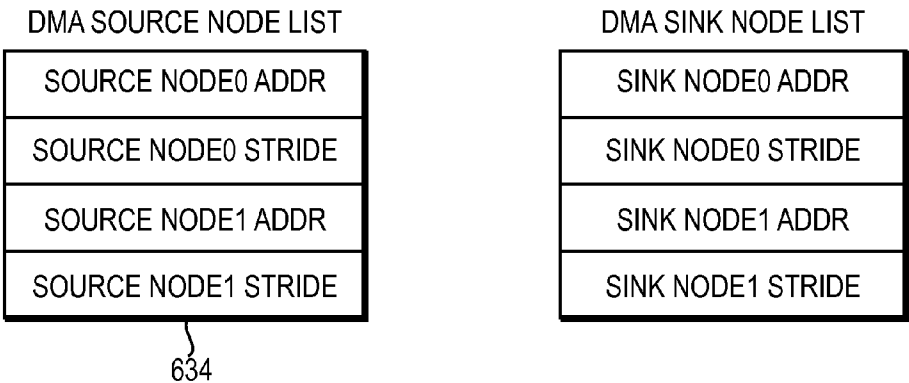 DMA SOURCE NODE LIST
SOURCE NODE0 ADDR
SOURCE NODE0 STRIDE
SOURCE NODE1 ADDR
SOURCE NODE1 STRIDE
634
DMA SINK NODE LIST
SINK NODE0 ADDR
SINK NODE0 STRIDE
SINK NODE1 ADDR
SINK NODE1 STRIDE